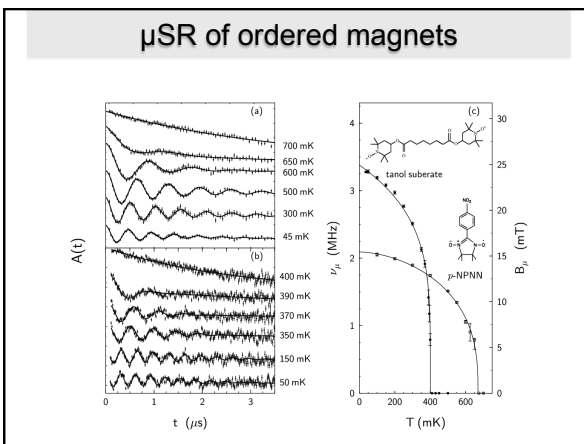 μSR of ordered magnets
(a)
700 mK
650 mK
600 mK
500 mK
300 mK
45 mK
(b)
400 mK
390 mK
370 mK
350 mK
150 mK
50 mK
A(t)
0 1 2 3
t (μs)
(c)
tanol suberate
NO₂
p-NPNN
ν_μ (MHz)
4
3
2
1
0
B_μ (mT)
30
25
20
15
10
5
0
0 200 400 600
T (mK)